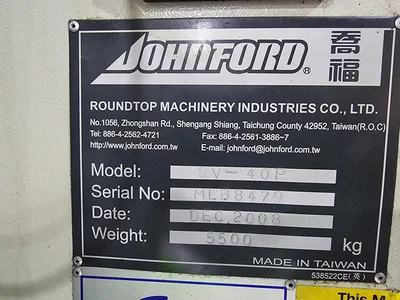 JOHNFORD® 喬福
ROUNDTOP MACHINERY INDUSTRIES CO., LTD.
No.1056, Zhongshan Rd., Shengang Shiang, Taichung County 42952, Taiwan(R.O.C)
Tel: 886-4-2562-4721 Fax: 886-4-2561-3886~7
http://www.johnford.com.tw johnford@johnford.com.tw
Model: SV-40P
Serial No: MLB8479
Date: DEC,2008
Weight: 5500 kg
MADE IN TAIWAN
538522CE(英)
This M